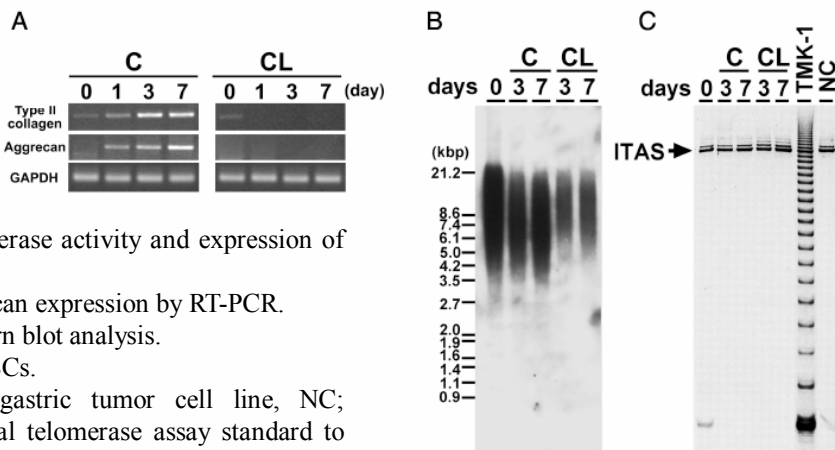 A
C
CL
0 1 3 7
0 1 3 7 (day)
Type II
collagen
Aggrecan
GAPDH
erase activity and expression of
can expression by RT-PCR.
rn blot analysis.
SCs.
gastric tumor cell line, NC;
al telomerase assay standard to
B
C CL
days 0 3 7 3 7
(kbp)
21.2
8.6
7.4
6.1
5.0
4.2
3.5
2.7
2.0
1.9
1.6
1.4
1.1
0.9
C
C CL
days 0 3 7 3 7
TMK-1
NC
ITAS